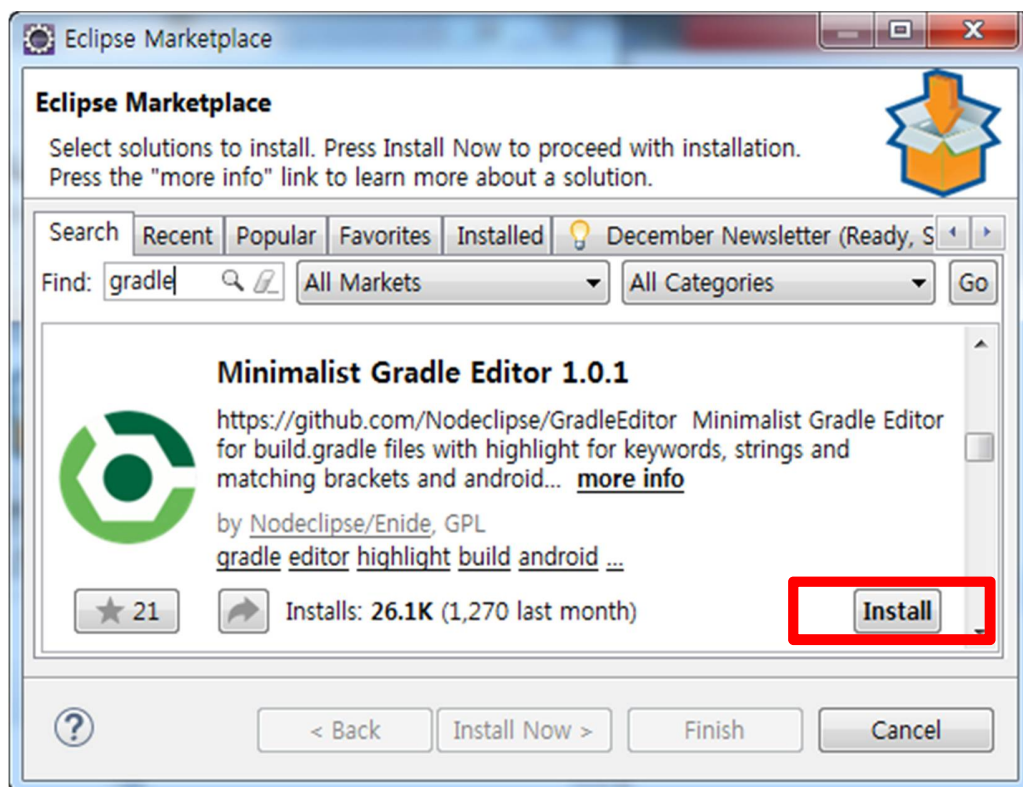 Eclipse Marketplace
Eclipse Marketplace
Select solutions to install. Press Install Now to proceed with installation.
Press the "more info" link to learn more about a solution.
Search Recent Popular Favorites Installed December Newsletter (Ready, S
Find: gradle All Markets All Categories Go
Minimalist Gradle Editor 1.0.1
https://github.com/Nodeclipse/GradleEditor Minimalist Gradle Editor
for build.gradle files with highlight for keywords, strings and
matching brackets and android... more info
by Nodeclipse/Enide, GPL
gradle editor highlight build android ...
21 Installs: 26.1K (1,270 last month) Install
? < Back Install Now > Finish Cancel